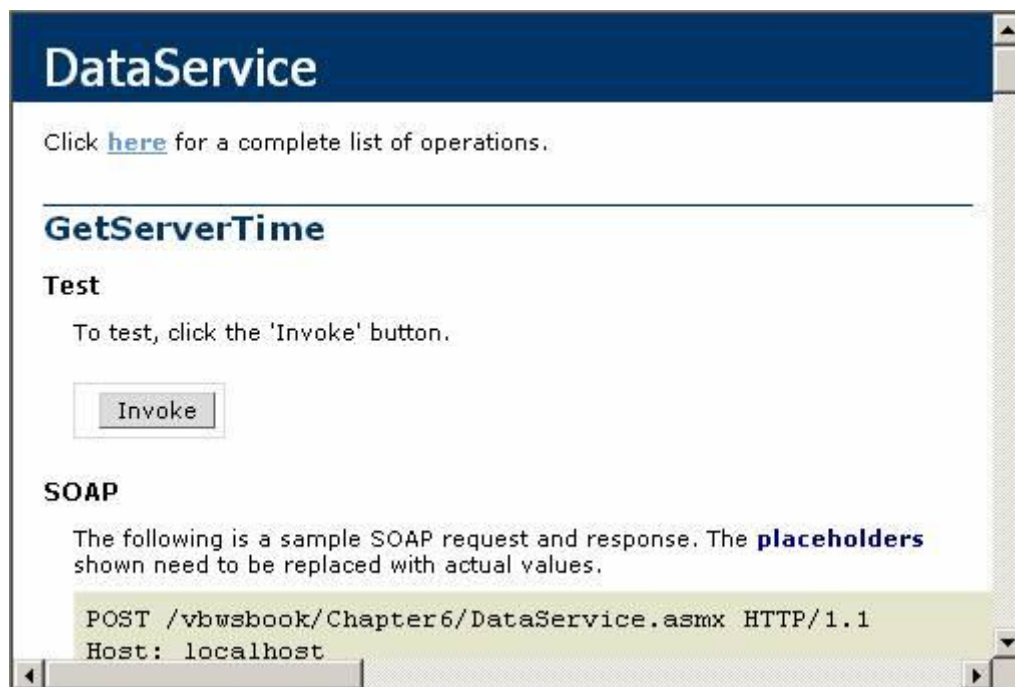 DataService
Click here for a complete list of operations.
GetServerTime
Test
To test, click the 'Invoke' button.
Invoke
SOAP
The following is a sample SOAP request and response. The placeholders
shown need to be replaced with actual values.
POST /vbwsbook/Chapter6/DataService.asmx HTTP/1.1
Host: localhost